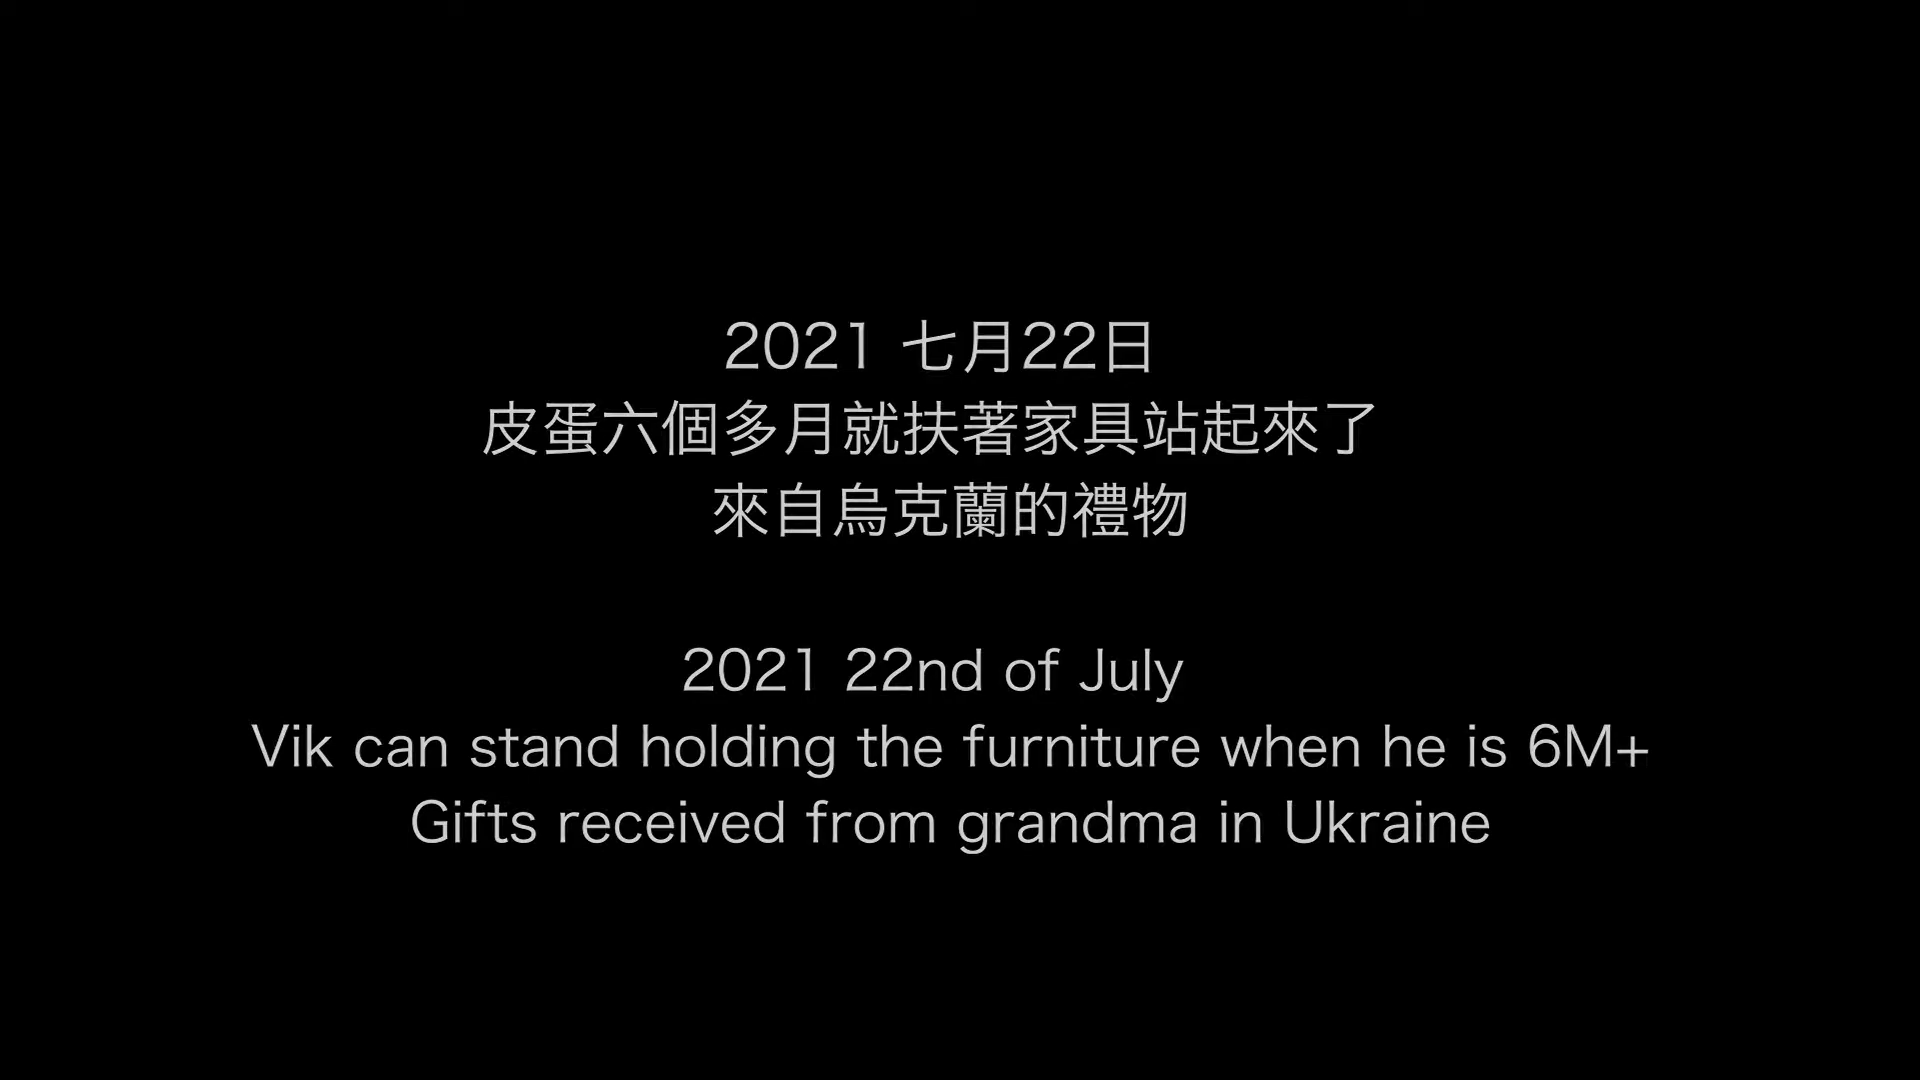 2021 七月22日
皮蛋六個多月就扶著家具站起來了
來自烏克蘭的禮物
2021 22nd of July
Vik can stand holding the furniture when he is 6M+
Gifts received from grandma in Ukraine